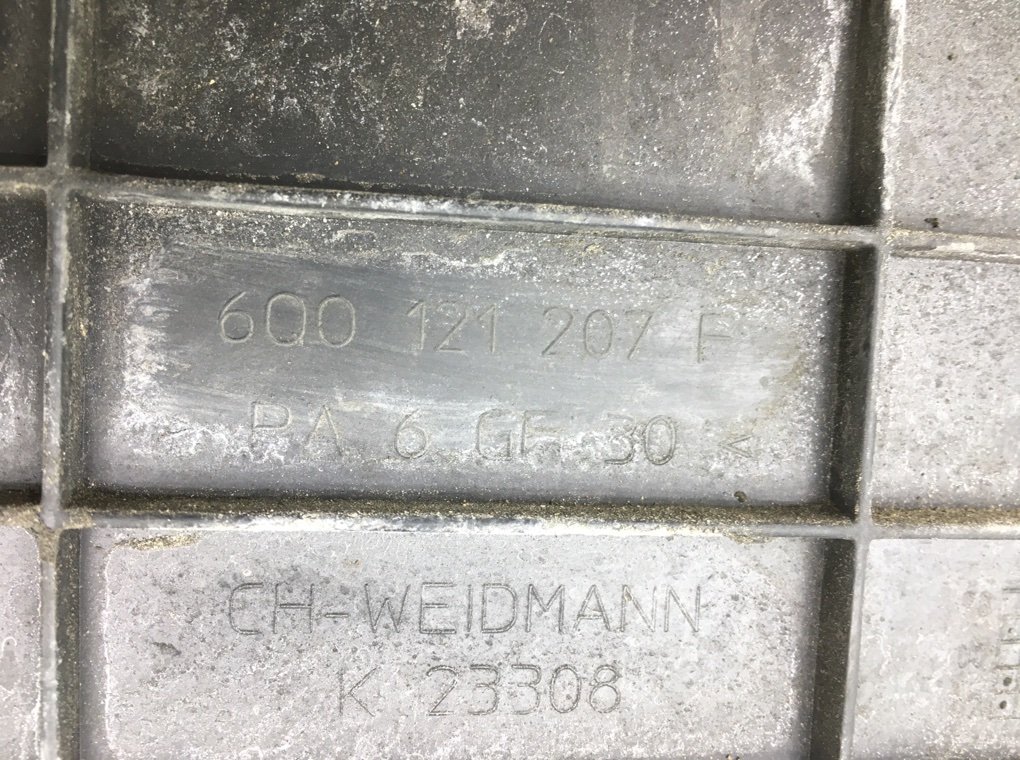 6Q0 121 207 F
> PA 6 GF 30 <
CH-WEIDMANN
K 23308